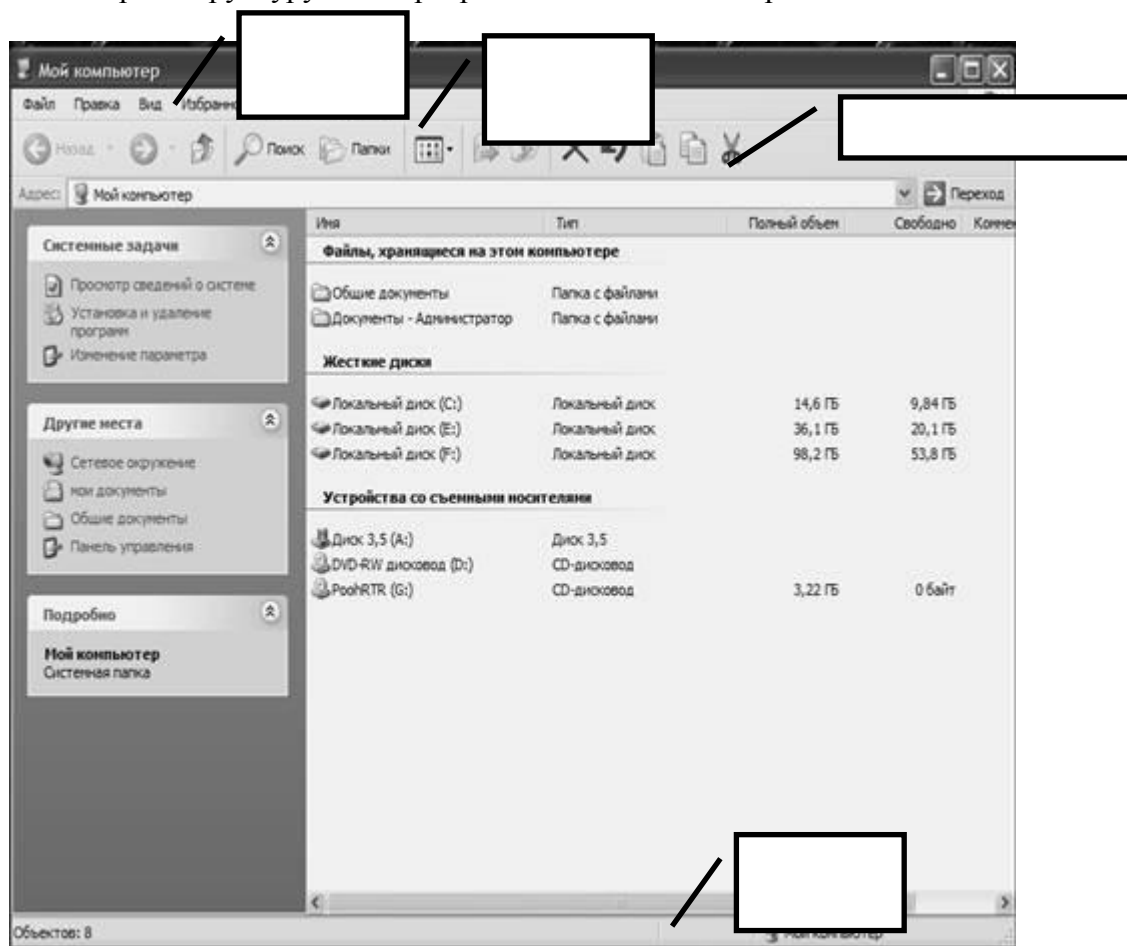 Мой компьютер
Файл Правка Вид Избранное
Назад Поиск Папки
Адрес: Мой компьютер Переход
Имя Тип Полный объем Свободно Коммен
Системные задачи
Просмотр сведений о системе
Установка и удаление
программ
Изменение параметра
Другие места
Сетевое окружение
мои документы
Общие документы
Панель управления
Подробно
Мой компьютер
Системная папка
Файлы, хранящиеся на этом компьютере
Общие документы Папка с файлами
Документы - Администратор Папка с файлами
Жесткие диски
Локальный диск (C:) Локальный диск 14,6 ГБ 9,84 ГБ
Локальный диск (E:) Локальный диск 36,1 ГБ 20,1 ГБ
Локальный диск (F:) Локальный диск 98,2 ГБ 53,8 ГБ
Устройства со съемными носителями
Диск 3,5 (A:) Диск 3,5
DVD-RW дисковод (D:) CD-дисковод
PoohRTR (G:) CD-дисковод 3,22 ГБ 0 байт
Объектов: 8 Мой компьютер